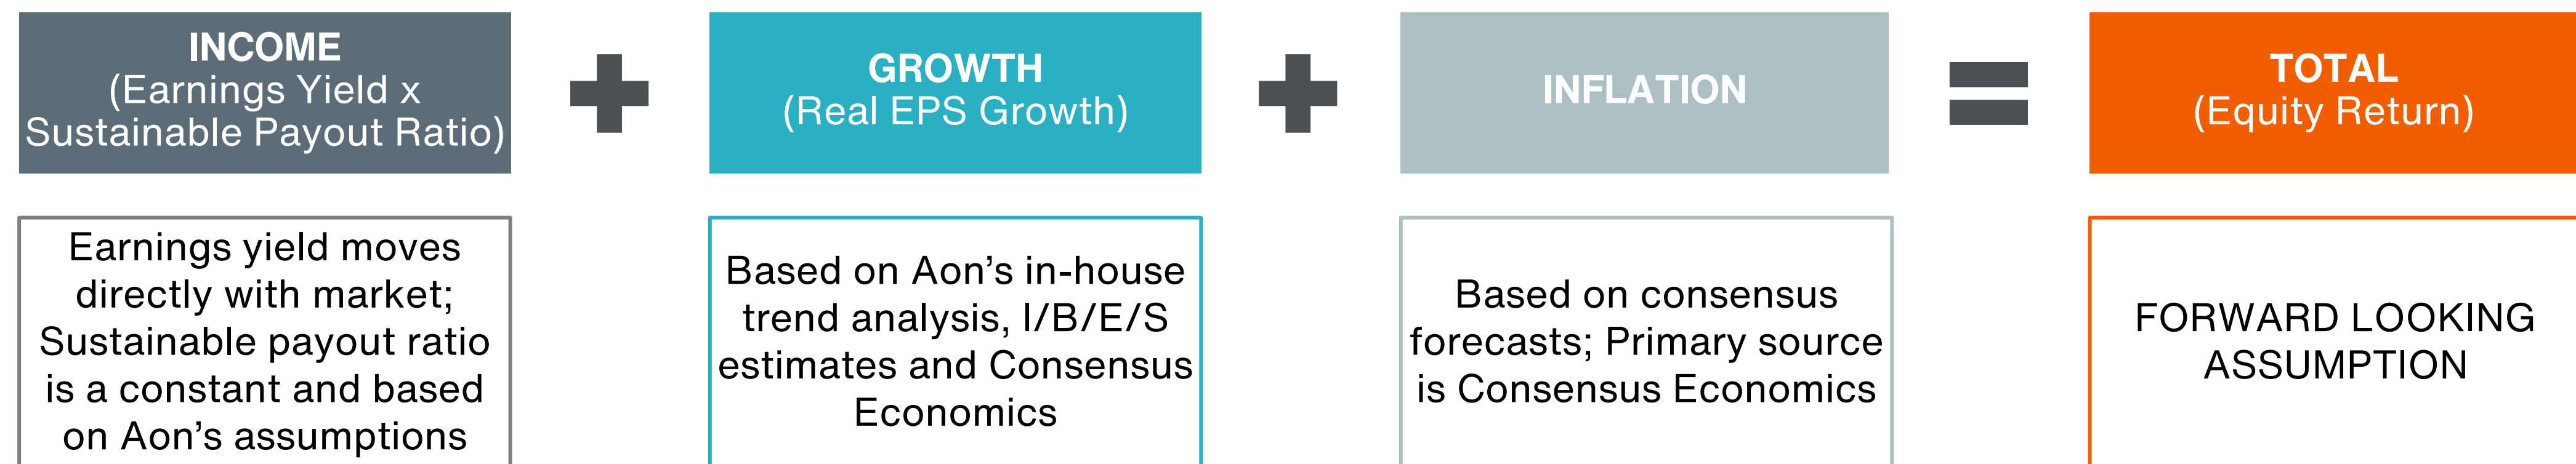 INCOME
(Earnings Yield x
Sustainable Payout Ratio)
GROWTH
(Real EPS Growth)
INFLATION
TOTAL
(Equity Return)
Earnings yield moves
directly with market;
Sustainable payout ratio
is a constant and based
on Aon’s assumptions
Based on Aon’s in-house
trend analysis, I/B/E/S
estimates and Consensus
Economics
Based on consensus
forecasts; Primary source
is Consensus Economics
FORWARD LOOKING
ASSUMPTION